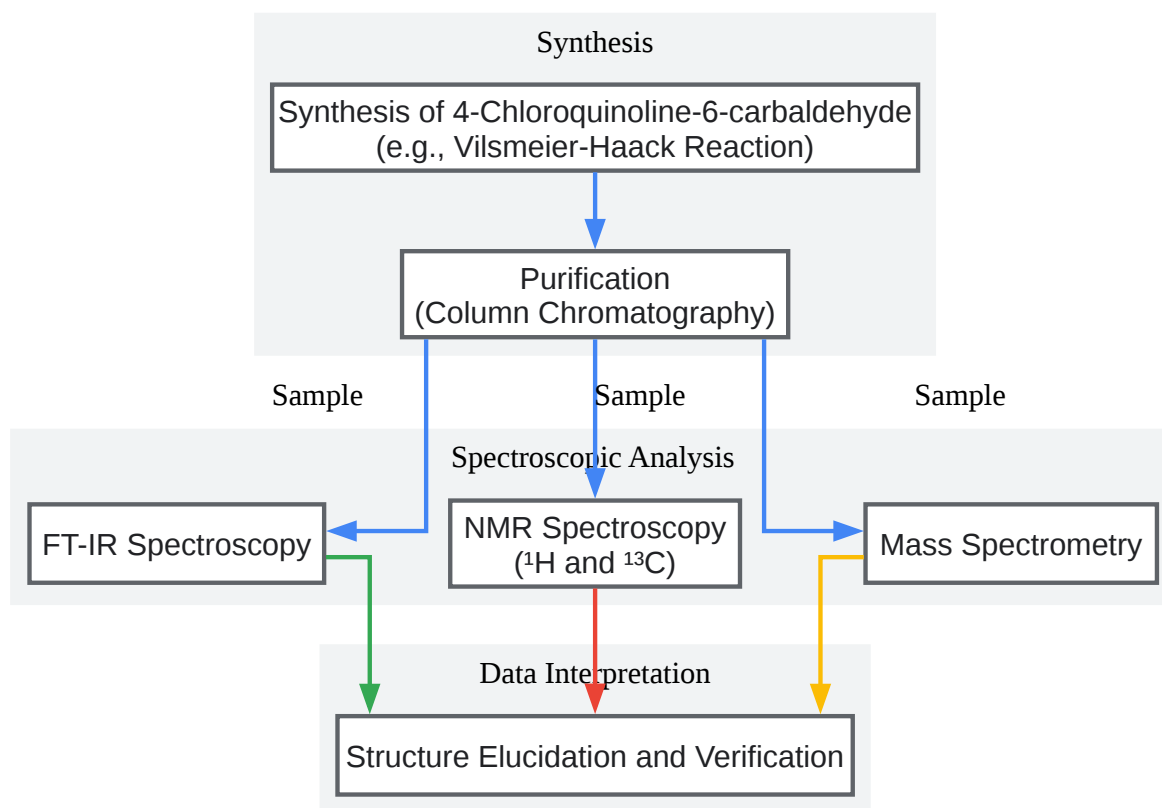 Synthesis
Synthesis of 4-Chloroquinoline-6-carbaldehyde
(e.g., Vilsmeier-Haack Reaction)
Purification
(Column Chromatography)
Sample
Sample
Sample
Spectroscopic Analysis
FT-IR Spectroscopy
NMR Spectroscopy
(¹H and ¹³C)
Mass Spectrometry
Data Interpretation
Structure Elucidation and Verification